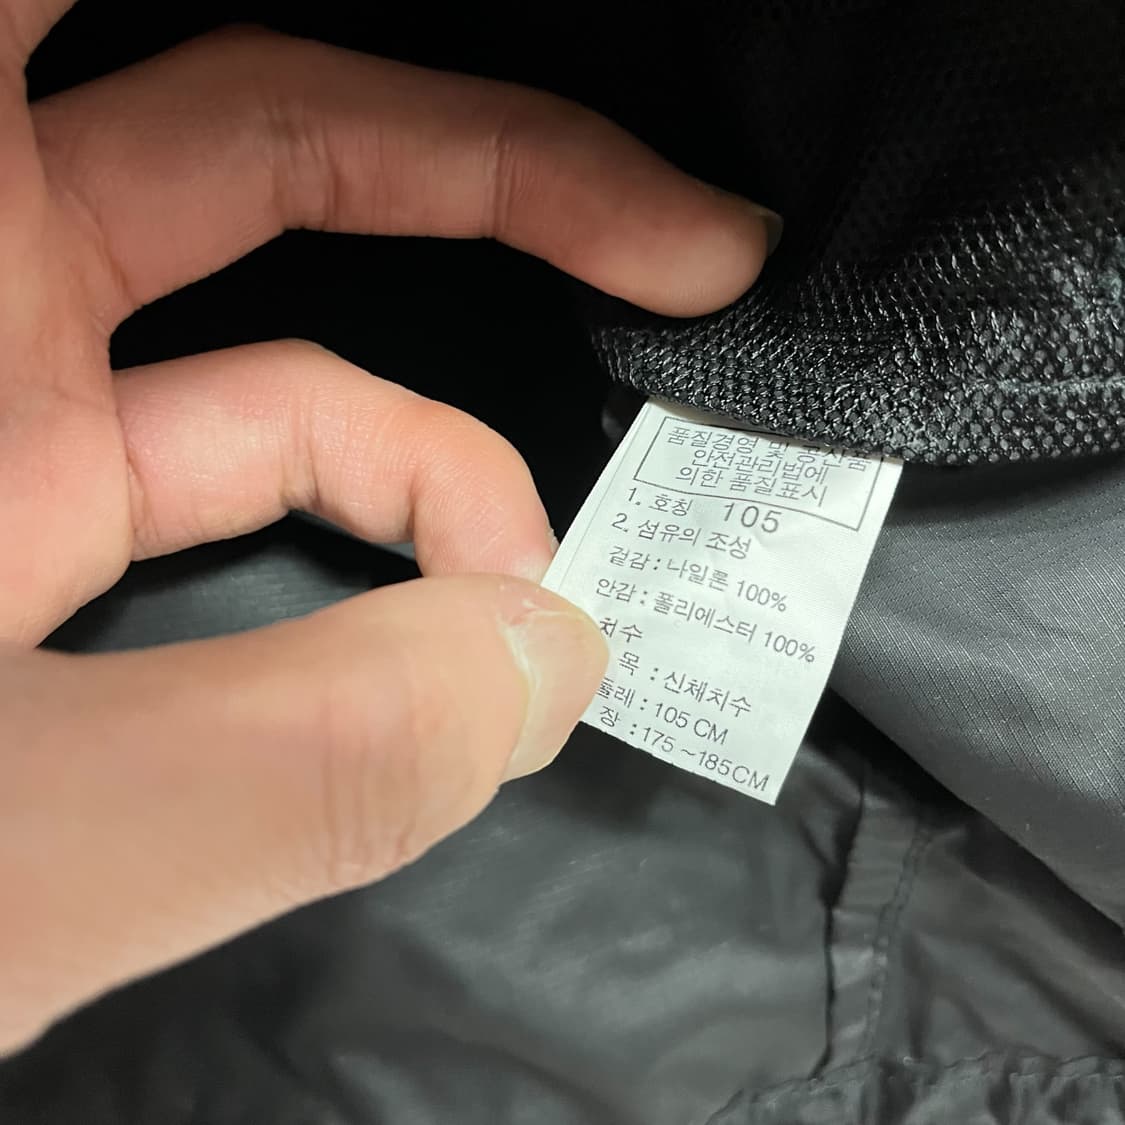 품질경영 및 공산품
안전관리법에
의한 품질표시
1. 호칭 105
2. 섬유의 조성
겉감 : 나일론 100%
안감 : 폴리에스터 100%
치수
목 : 신체치수
둘레 : 105 CM
장 : 175 ~185CM